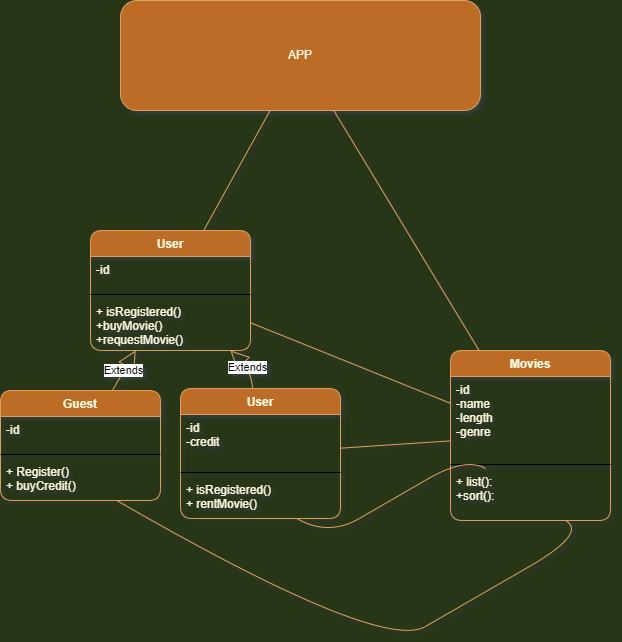 APP
User
-id
+ isRegistered()
+buyMovie()
+requestMovie()
Extends
Extends
Guest
-id
+ Register()
+ buyCredit()
User
-id
-credit
+ isRegistered()
+ rentMovie()
Movies
-id
-name
-length
-genre
+ list():
+sort():